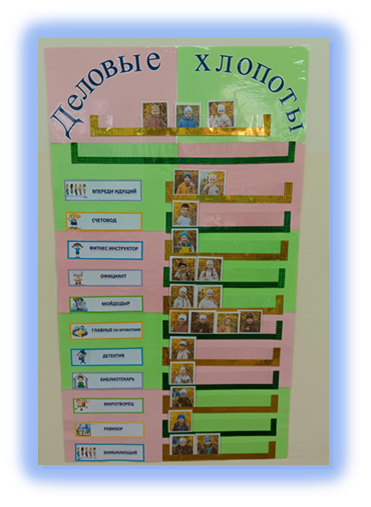 Деловые хлопоты
ВПЕРЕДИ ИДУЩИЙ
СЧЕТОВОД
ФИТНЕС ИНСТРУКТОР
ОФИЦИАНТ
МОЙДОДЫР
ГЛАВНЫЕ ПО КРОВАТКАМ
ДЕТЕКТИВ
БИБЛИОТЕКАРЬ
МИРОТВОРЕЦ
РЕВИЗОР
ЗАМЫКАЮЩИЙ